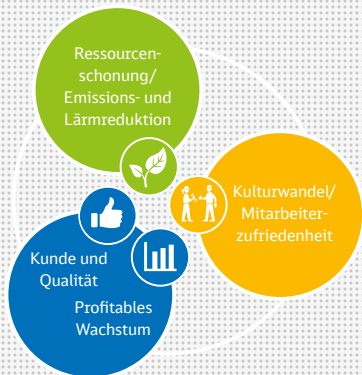 Ressourcen-
schonung/
Emissions- und
Lärmreduktion
Kulturwandel/
Mitarbeiter-
zufriedenheit
Kunde und
Qualität
Profitables
Wachstum